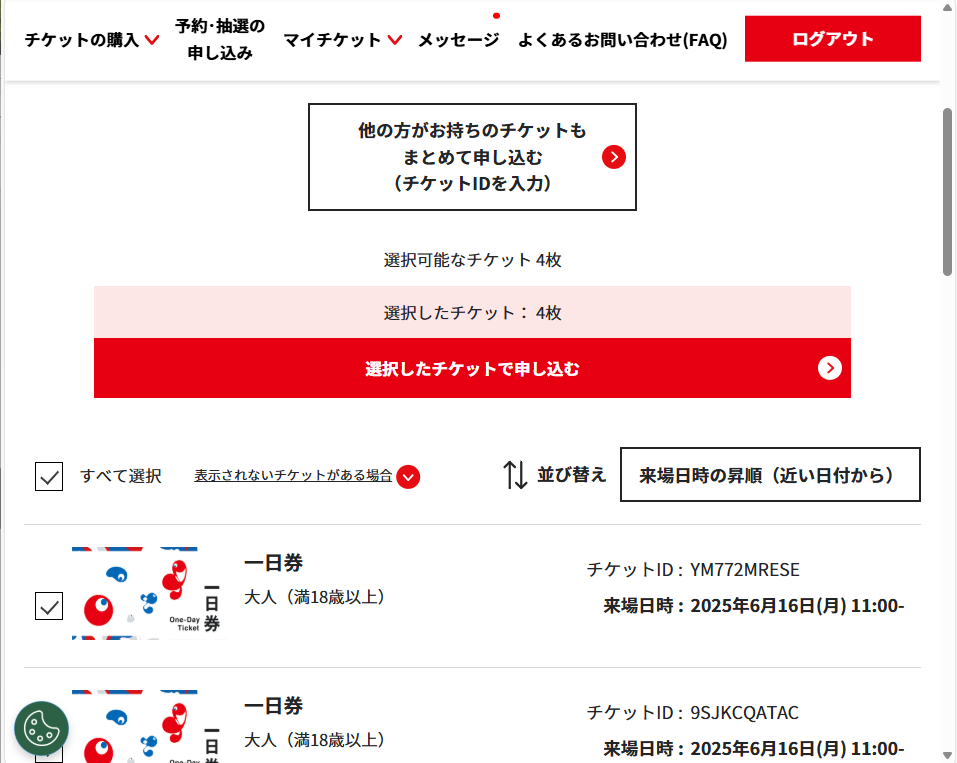 チケットの購入
予約·抽選の
申し込み
マイチケット
メッセージ
よくあるお問い合わせ(FAQ)
ログアウト
他の方がお持ちのチケットも
まとめて申し込む
（チケットIDを入力）
選択可能なチケット 4枚
選択したチケット： 4枚
選択したチケットで申し込む
すべて選択
表示されないチケットがある場合
並び替え
来場日時の昇順（近い日付から）
一日券
One-Day
Ticket
一日券
大人（満18歳以上）
チケットID : YM772MRESE
来場日時 : 2025年6月16日(月) 11:00-
一日券
One-Day
一日券
大人（満18歳以上）
チケットID : 9SJKCQATAC
来場日時 : 2025年6月16日(月) 11:00-